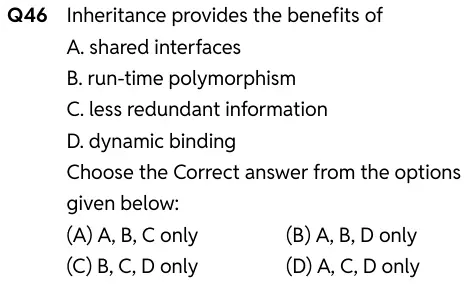 Q46 Inheritance provides the benefits of
A. shared interfaces
B. run-time polymorphism
C. less redundant information
D. dynamic binding
Choose the Correct answer from the options
given below:
(A) A, B, C only (B) A, B, D only
(C) B, C, D only (D) A, C, D only